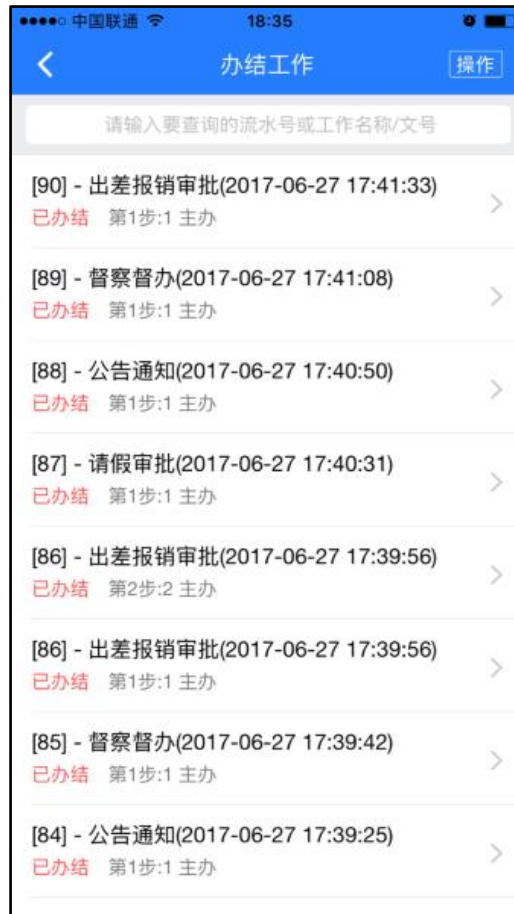 中国联通 18:35
办结工作 操作
请输入要查询的流水号或工作名称/文号
[90] - 出差报销审批(2017-06-27 17:41:33)
已办结 第1步:1 主办
[89] - 督察督办(2017-06-27 17:41:08)
已办结 第1步:1 主办
[88] - 公告通知(2017-06-27 17:40:50)
已办结 第1步:1 主办
[87] - 请假审批(2017-06-27 17:40:31)
已办结 第1步:1 主办
[86] - 出差报销审批(2017-06-27 17:39:56)
已办结 第2步:2 主办
[86] - 出差报销审批(2017-06-27 17:39:56)
已办结 第1步:1 主办
[85] - 督察督办(2017-06-27 17:39:42)
已办结 第1步:1 主办
[84] - 公告通知(2017-06-27 17:39:25)
已办结 第1步:1 主办